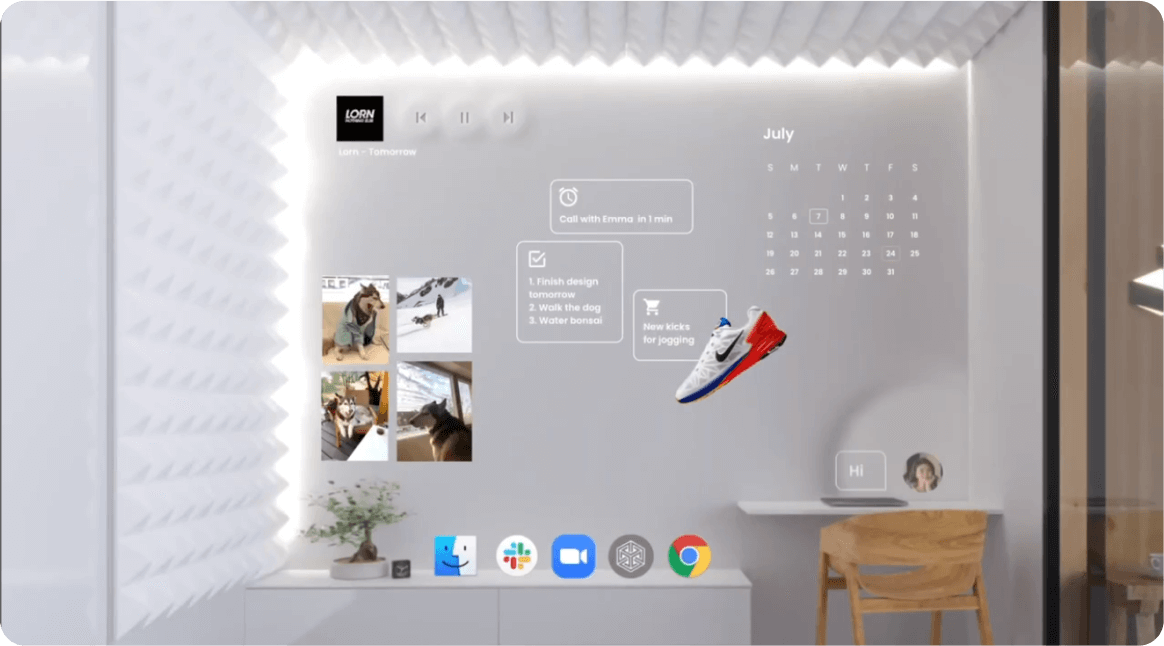 LORN
Lorn - Tomorrow
July
S M T W T F S
1 2 3 4
5 6 7 8 9 10 11
12 13 14 15 16 17 18
19 20 21 22 23 24 25
26 27 28 29 30 31
Call with Emma in 1 min
1. Finish design
tomorrow
2. Walk the dog
3. Water bonsai
New kicks
for jogging
Hi